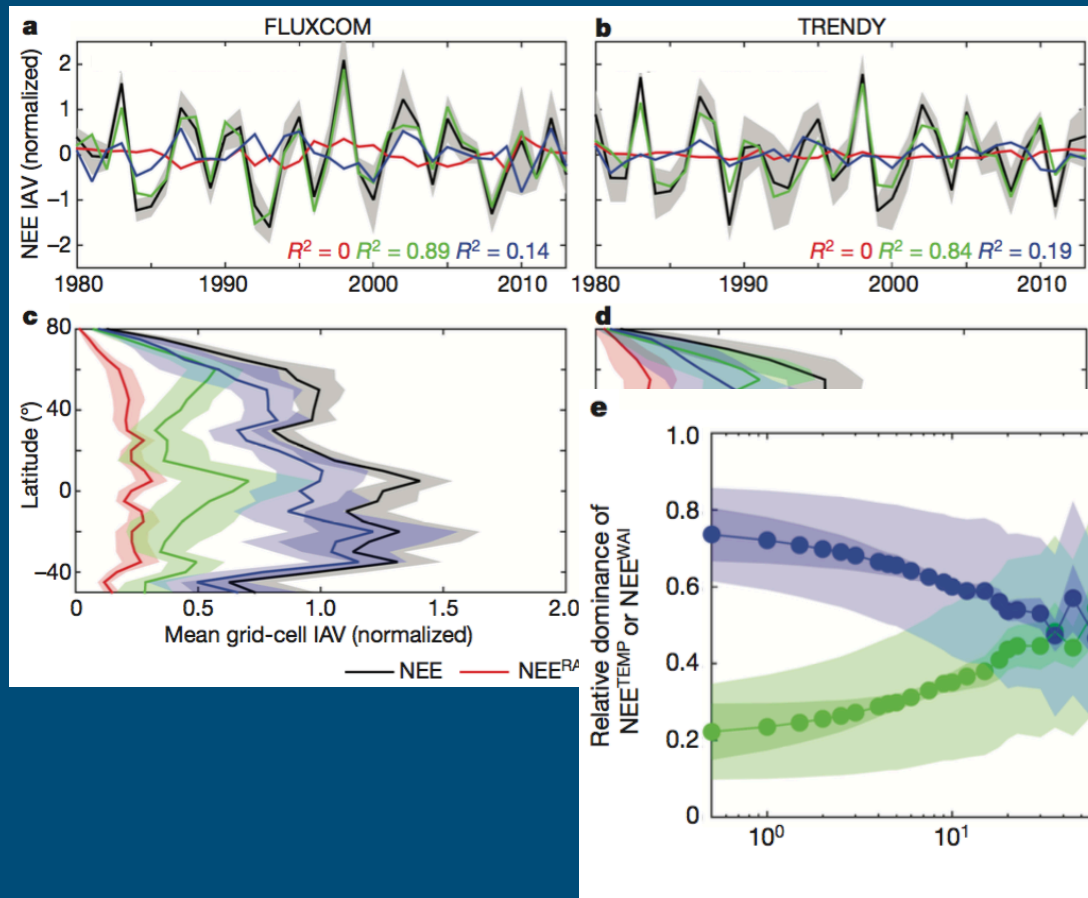 a FLUXCOM
b TRENDY
NEE IAV (normalized)
2
1
0
−1
−2
R² = 0 R² = 0.89 R² = 0.14
R² = 0 R² = 0.84 R² = 0.19
1980 1990 2000 2010
1980 1990 2000 2010
c
d
Latitude (°)
80
40
0
−40
0 0.5 1.0 1.5 2.0
Mean grid-cell IAV (normalized)
NEE NEE^RA
e
Relative dominance of
NEE^TEMP or NEE^WAI
1.0
0.8
0.6
0.4
0.2
0
10⁰ 10¹